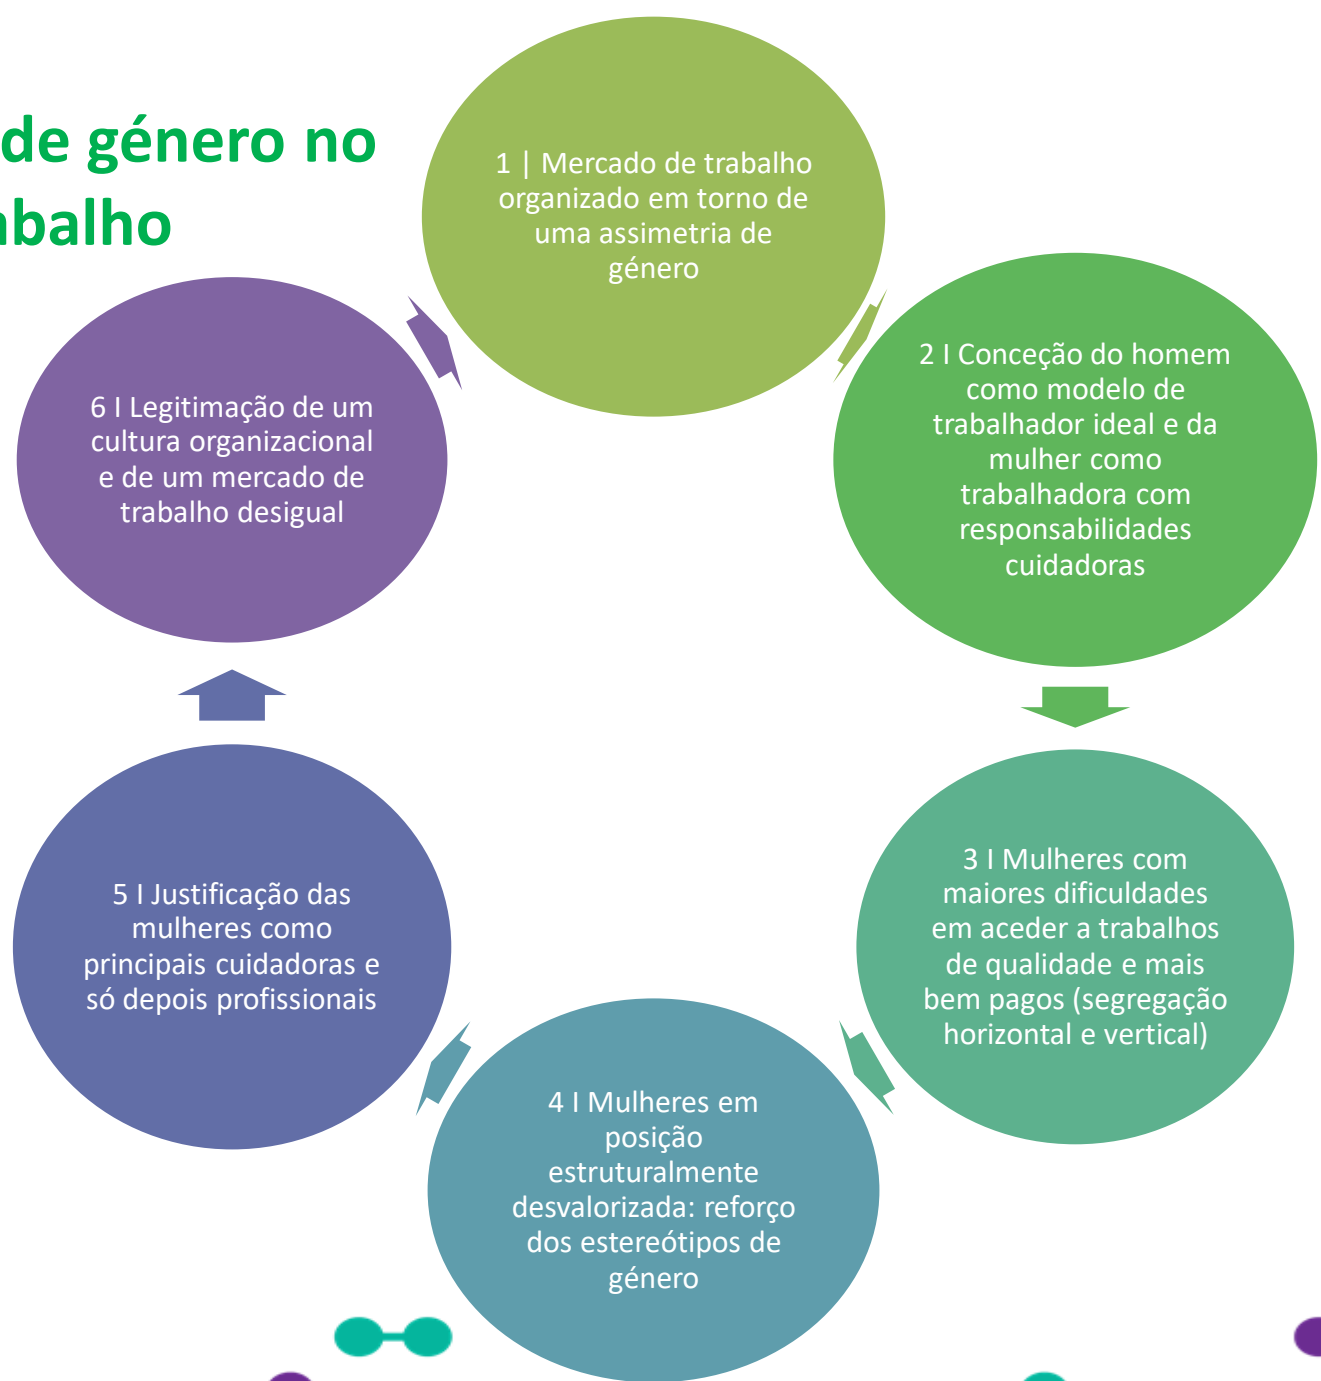 de género no
abalho
1 | Mercado de trabalho
organizado em torno de
uma assimetria de
género
2 I Conceção do homem
como modelo de
trabalhador ideal e da
mulher como
trabalhadora com
responsabilidades
cuidadoras
3 I Mulheres com
maiores dificuldades
em aceder a trabalhos
de qualidade e mais
bem pagos (segregação
horizontal e vertical)
4 I Mulheres em
posição
estruturalmente
desvalorizada: reforço
dos estereótipos de
género
5 I Justificação das
mulheres como
principais cuidadoras e
só depois profissionais
6 I Legitimação de um
cultura organizacional
e de um mercado de
trabalho desigual